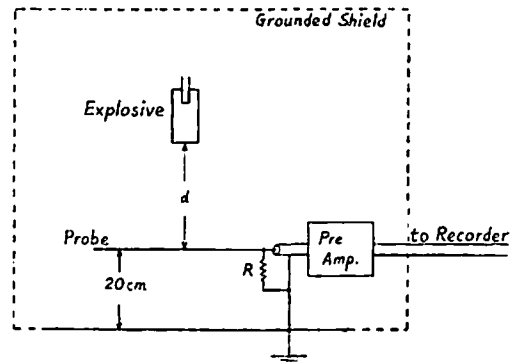 Grounded Shield
Explosive
d
Probe
Pre
Amp.
to Recorder
R
20cm